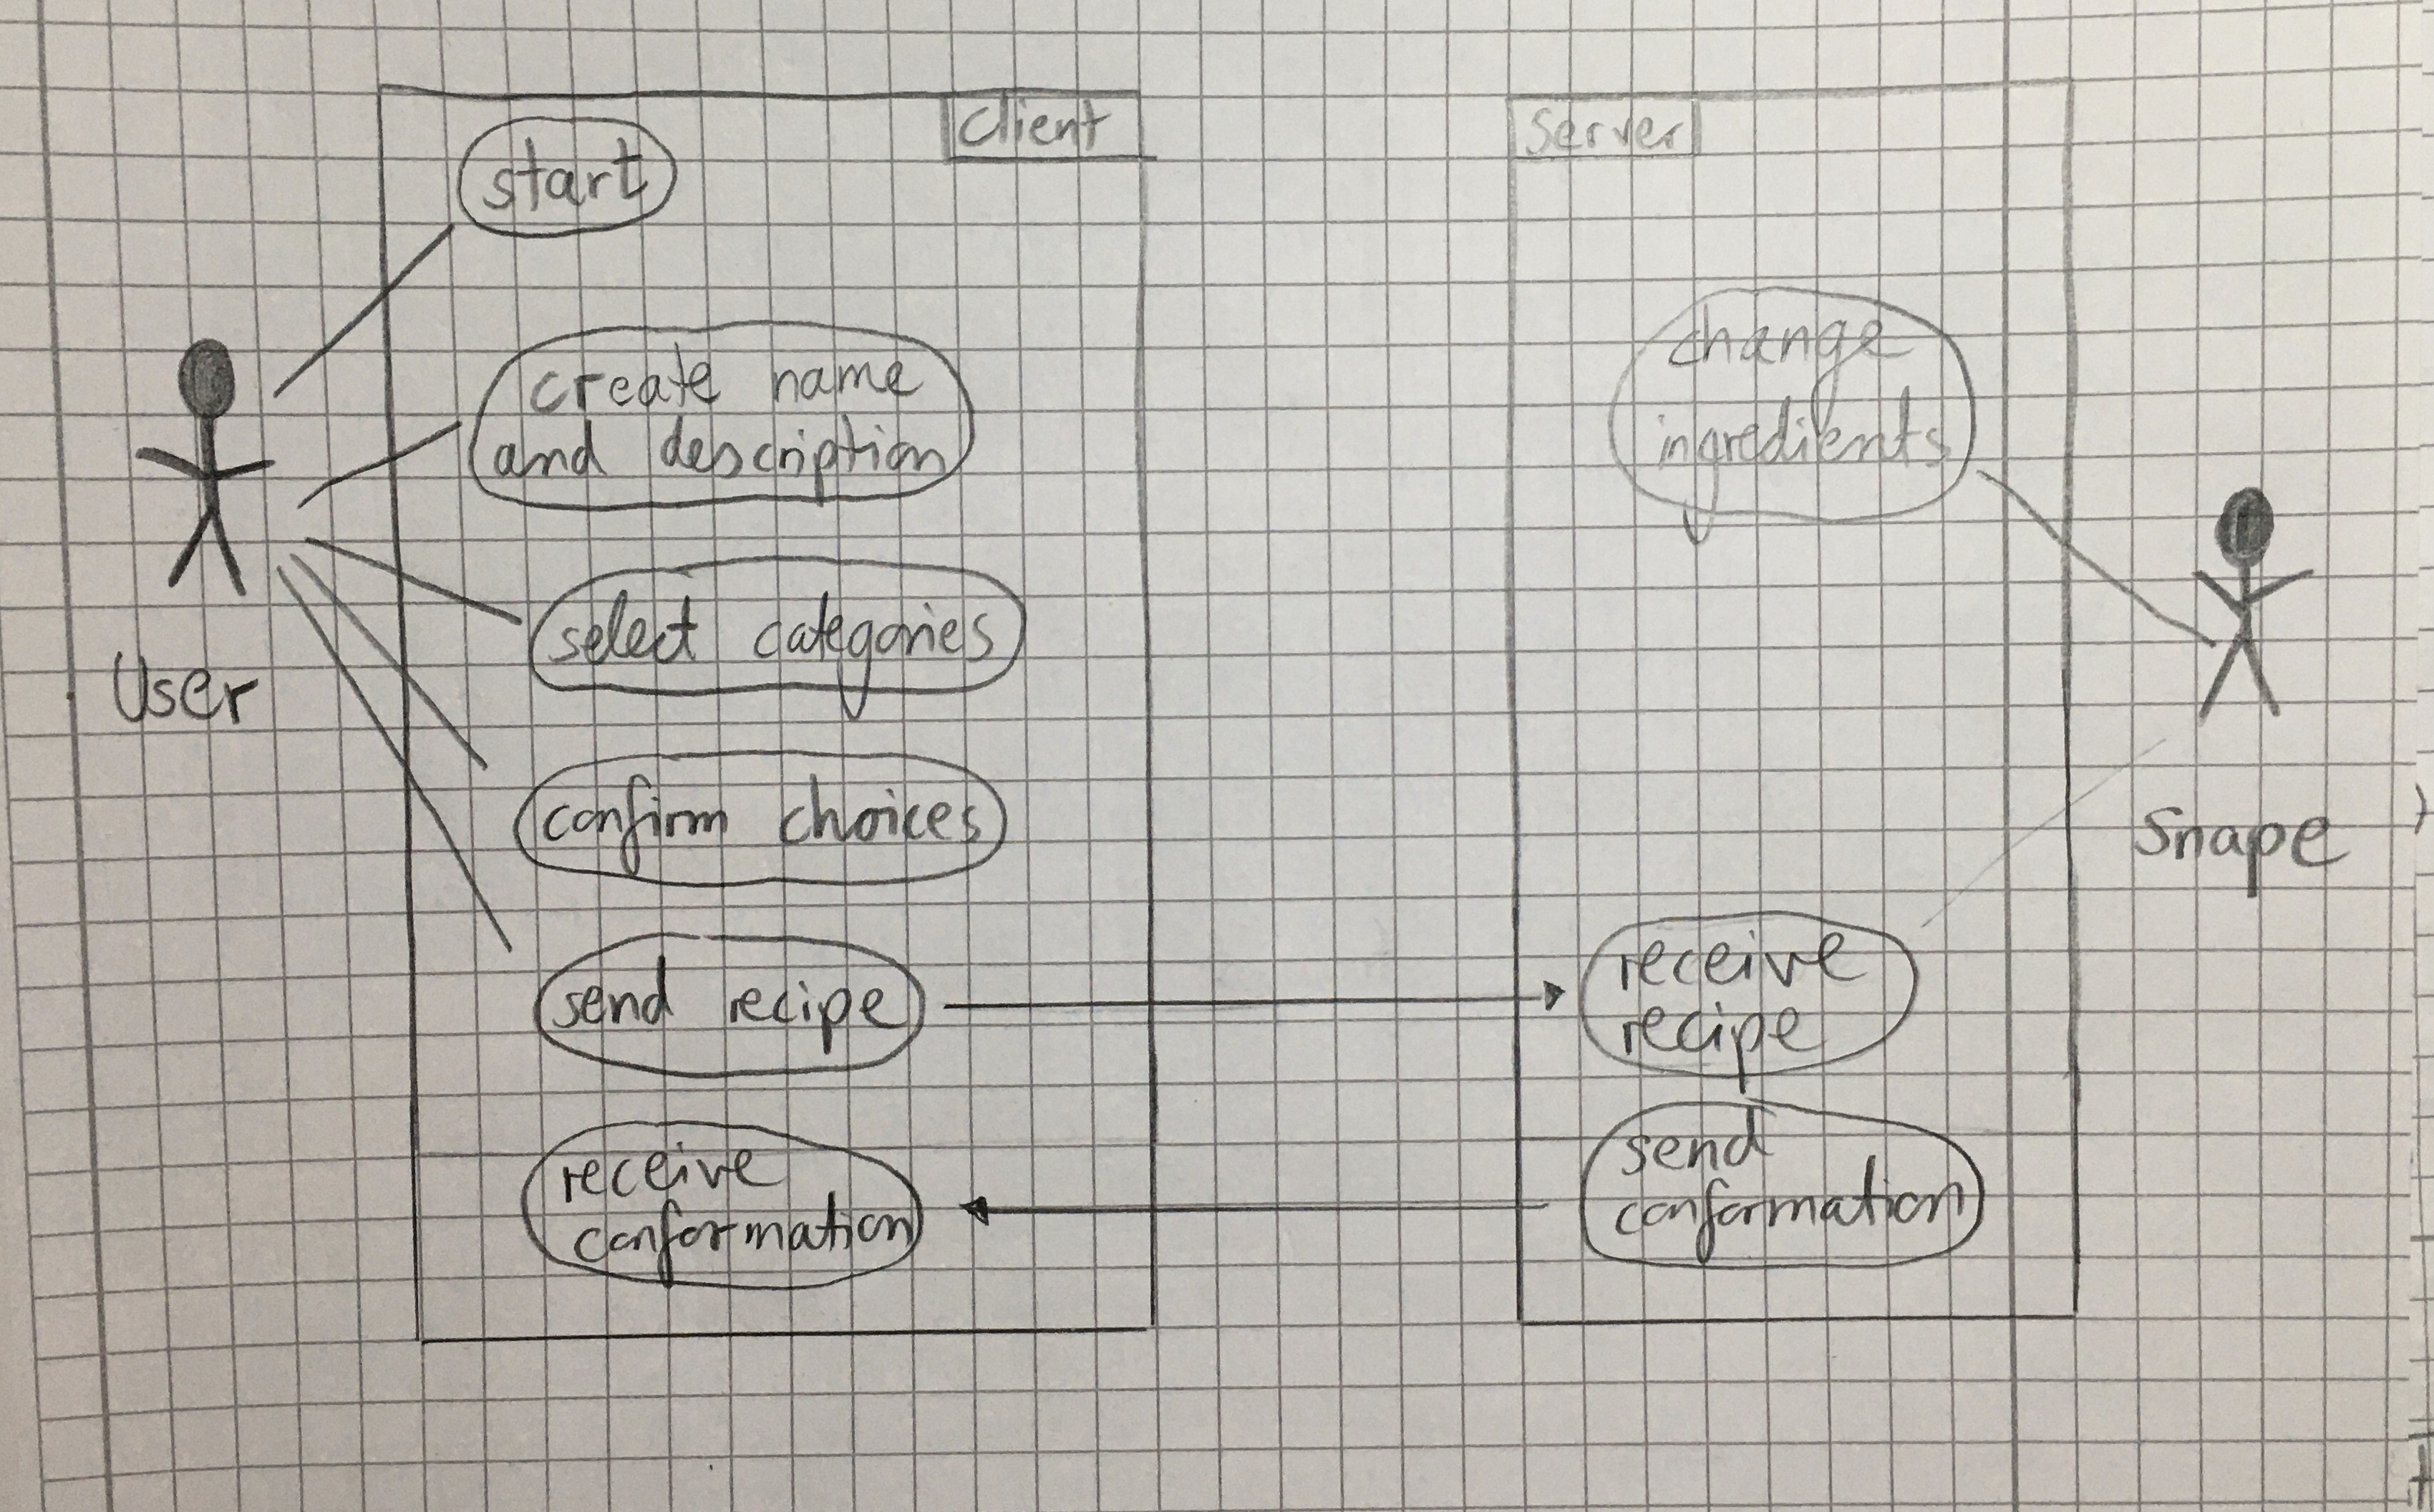 Client
start
create name
and description
select categories
confirm choices
send recipe
receive
conformation
User
Server
change
ingredients
receive
recipe
send
conformation
Snape